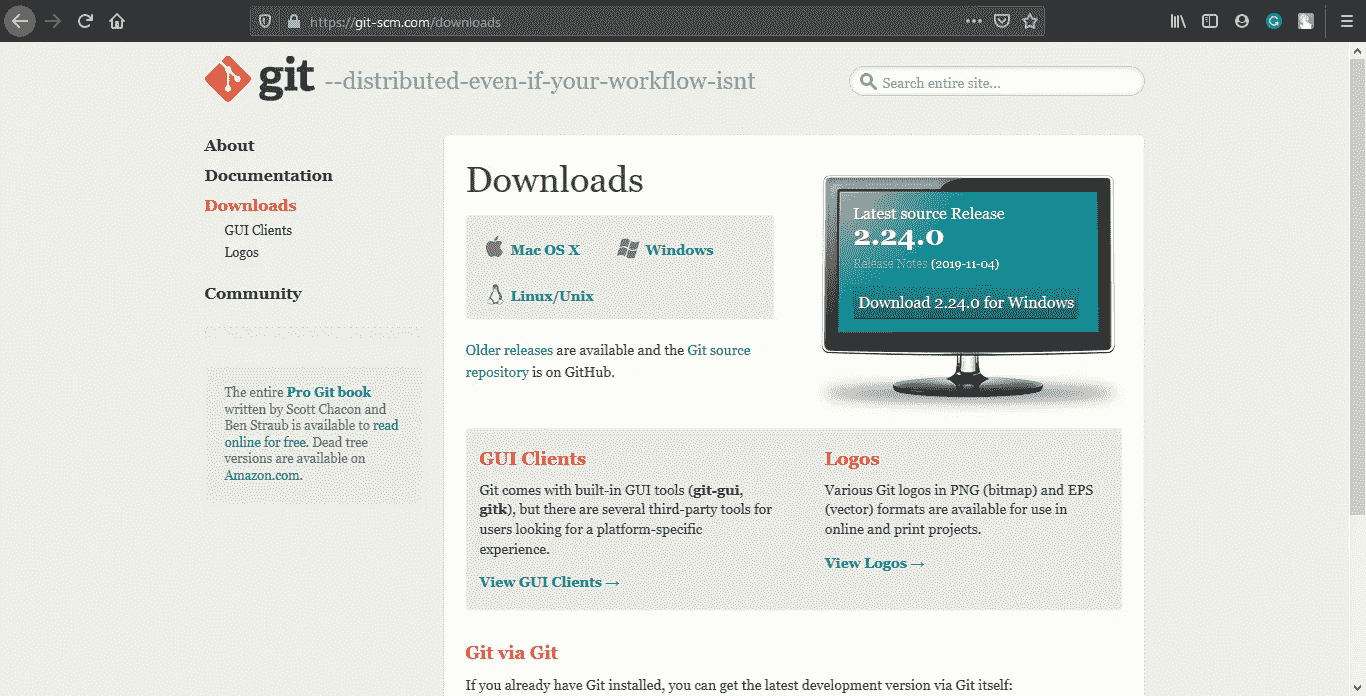 https://git-scm.com/downloads
git --distributed-even-if-your-workflow-isnt
Search entire site...
About
Documentation
Downloads
GUI Clients
Logos
Community
The entire Pro Git book
written by Scott Chacon and
Ben Straub is available to read
online for free. Dead tree
versions are available on
Amazon.com.
Downloads
Mac OS X
Windows
Linux/Unix
Older releases are available and the Git source
repository is on GitHub.
Latest source Release
2.24.0
Release Notes (2019-11-04)
Download 2.24.0 for Windows
GUI Clients
Git comes with built-in GUI tools (git-gui,
gitk), but there are several third-party tools for
users looking for a platform-specific
experience.
View GUI Clients →
Logos
Various Git logos in PNG (bitmap) and EPS
(vector) formats are available for use in
online and print projects.
View Logos →
Git via Git
If you already have Git installed, you can get the latest development version via Git itself: